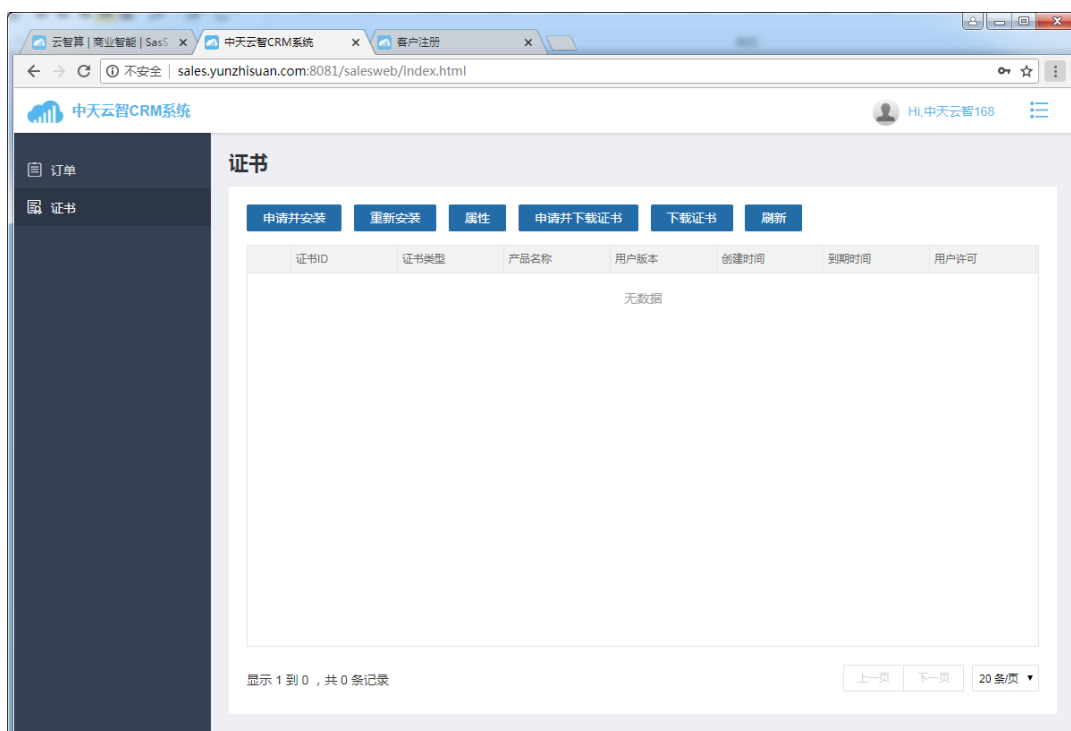 云智算 | 商业智能 | SasS
中天云智CRM系统
客户注册
不安全 | sales.yunzhisuan.com:8081/salesweb/index.html
中天云智CRM系统
Hi,中天云智168
订单
证书
证书
申请并安装 重新安装 属性 申请并下载证书 下载证书 刷新
证书ID 证书类型 产品名称 用户版本 创建时间 到期时间 用户许可
无数据
显示 1 到 0 ，共 0 条记录
上一页 下一页 20 条/页